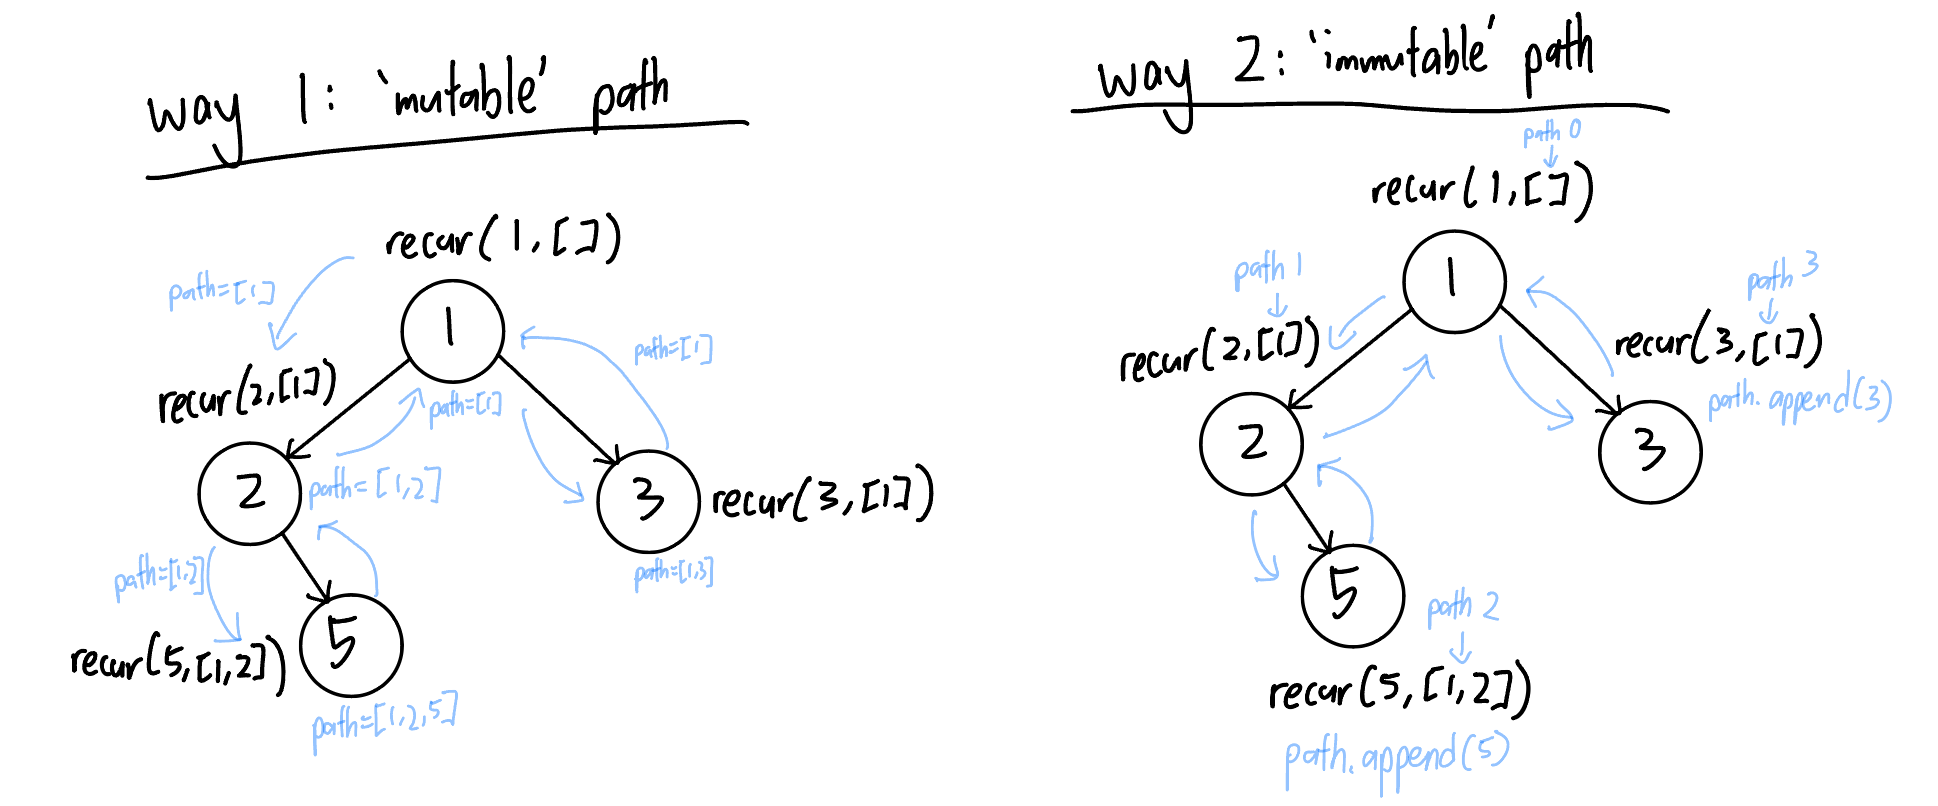 way 1: 'mutable' path
recur(1,[])
path=[1]
1
path=[1]
recur(2,[1])
path=[1]
2
path=[1,2]
3
recur(3,[1])
path=[1,2]
path=[1,3]
recur(5,[1,2])
5
path=[1,2,5]
way 2: 'immutable' path
path 0
recur(1,[])
path 1
1
path 3
recur(2,[1])
recur(3,[1])
path.append(3)
2
3
5
path 2
recur(5,[1,2])
path.append(5)